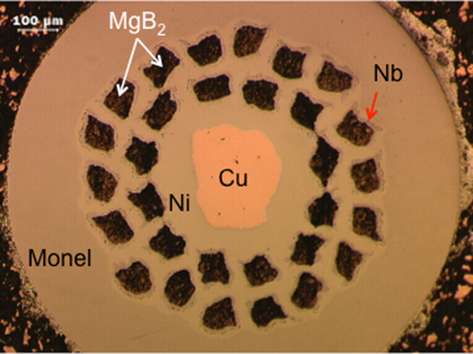 100 µm
MgB₂
Nb
Cu
Ni
Monel